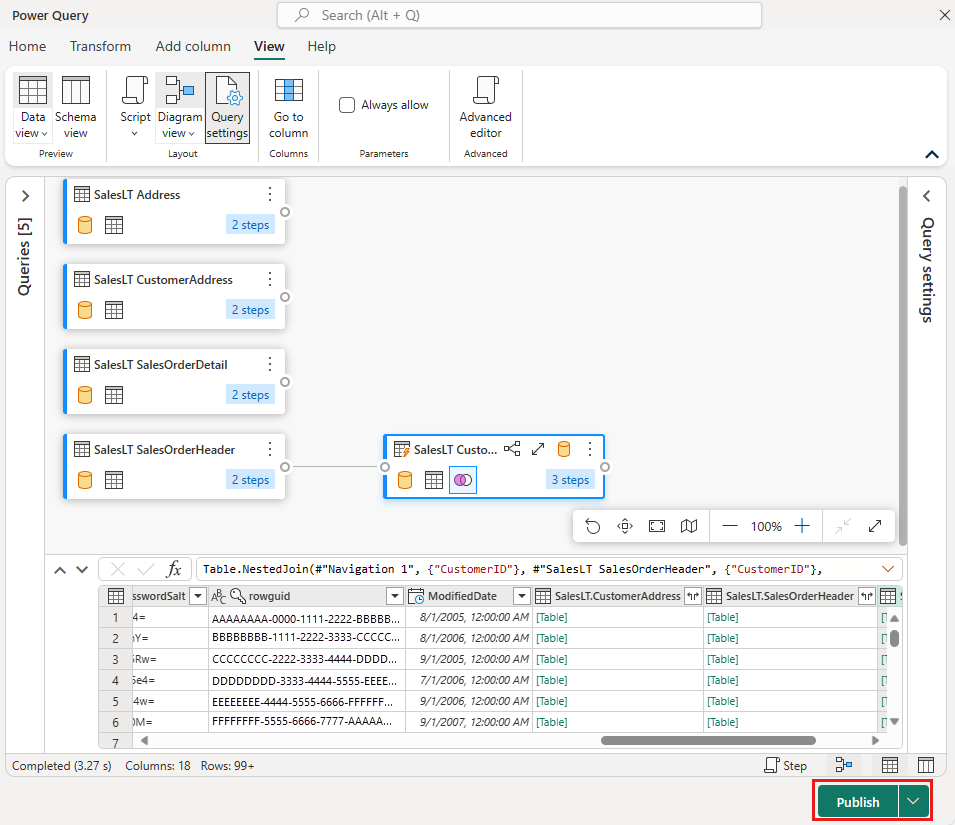 Power Query
Search (Alt + Q)
Home Transform Add column View Help
Data view
Schema view
Preview
Script
Diagram view
Query settings
Layout
Go to column
Columns
Always allow
Parameters
Advanced editor
Advanced
Queries [5]
Query settings
SalesLT Address
2 steps
SalesLT CustomerAddress
2 steps
SalesLT SalesOrderDetail
2 steps
SalesLT SalesOrderHeader
2 steps
SalesLT Custo...
3 steps
100%
fx Table.NestedJoin(#"Navigation 1", {"CustomerID"}, #"SalesLT SalesOrderHeader", {"CustomerID"},
sswordSalt ABC rowguid ModifiedDate SalesLT.CustomerAddress SalesLT.SalesOrderHeader
1 4= AAAAAAAA-0000-1111-2222-BBBBB... 8/1/2005, 12:00:00 AM [Table] [Table]
2 Y= BBBBBBBB-1111-2222-3333-CCCCC... 8/1/2006, 12:00:00 AM [Table] [Table]
3 Rw= CCCCCCCC-2222-3333-4444-DDDD... 9/1/2005, 12:00:00 AM [Table] [Table]
4 5e4= DDDDDDDD-3333-4444-5555-EEEE... 7/1/2006, 12:00:00 AM [Table] [Table]
5 4w= EEEEEEEE-4444-5555-6666-FFFFFF... 9/1/2006, 12:00:00 AM [Table] [Table]
6 0M= FFFFFFFF-5555-6666-7777-AAAAA... 9/1/2007, 12:00:00 AM [Table] [Table]
7
Completed (3.27 s) Columns: 18 Rows: 99+ Step
Publish